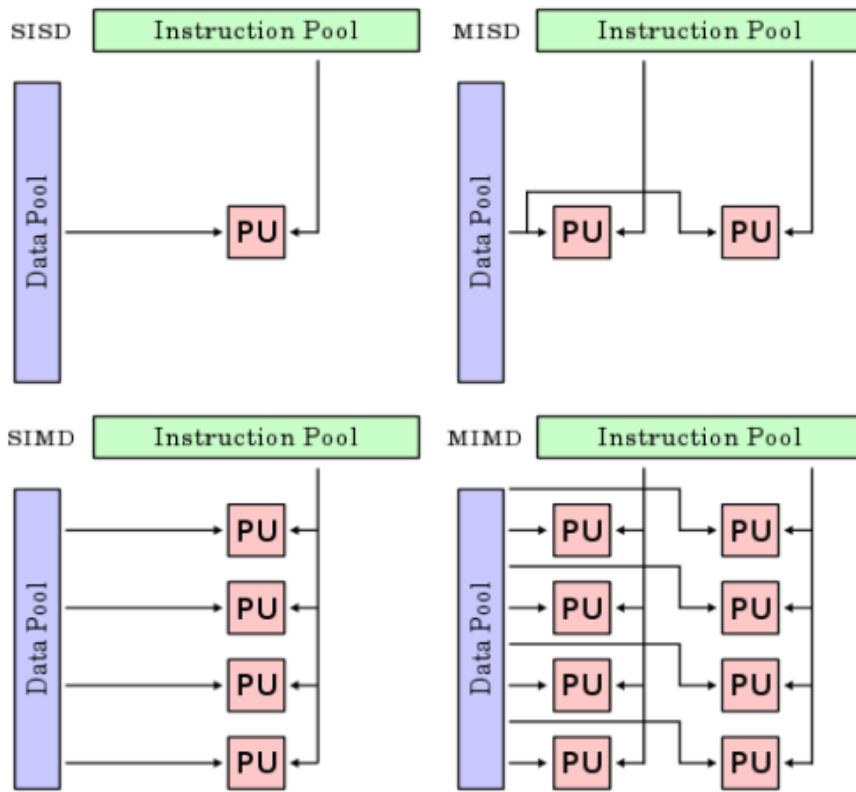 SISD
Instruction Pool
Data Pool
PU
MISD
Instruction Pool
Data Pool
PU
PU
SIMD
Instruction Pool
Data Pool
PU
PU
PU
PU
MIMD
Instruction Pool
Data Pool
PU
PU
PU
PU
PU
PU
PU
PU